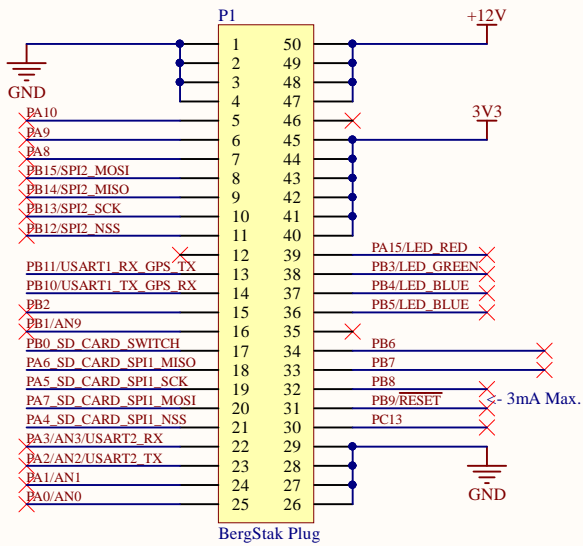 P1
+12V
1 50
2 49
3 48
GND 4 47
PA10 5 46
3V3
PA9 6 45
PA8 7 44
PB15/SPI2_MOSI 8 43
PB14/SPI2_MISO 9 42
PB13/SPI2_SCK 10 41
PB12/SPI2_NSS 11 40
12 39 PA15/LED_RED
PB11/USART1_RX_GPS_TX 13 38 PB3/LED_GREEN
PB10/USART1_TX_GPS_RX 14 37 PB4/LED_BLUE
PB2 15 36 PB5/LED_BLUE
PB1/AN9 16 35
PB0_SD_CARD_SWITCH 17 34 PB6
PA6_SD_CARD_SPI1_MISO 18 33 PB7
PA5_SD_CARD_SPI1_SCK 19 32 PB8
PA7_SD_CARD_SPI1_MOSI 20 31 PB9/RESET <- 3mA Max.
PA4_SD_CARD_SPI1_NSS 21 30 PC13
PA3/AN3/USART2_RX 22 29
PA2/AN2/USART2_TX 23 28
PA1/AN1 24 27
PA0/AN0 25 26 GND
BergStak Plug